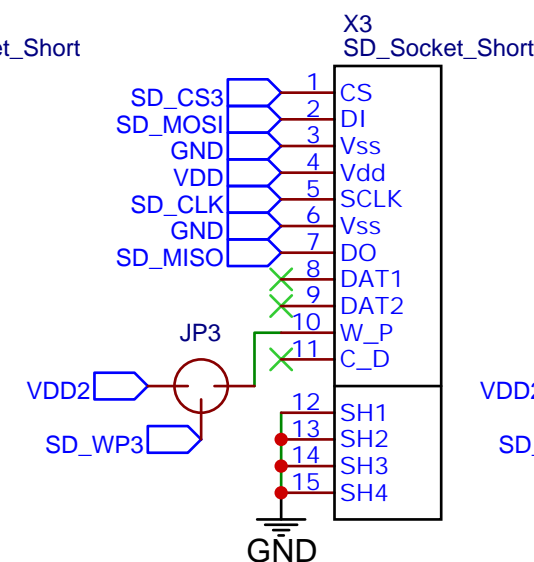 X3
et_Short
SD_Socket_Short
SD_CS3 1 CS
SD_MOSI 2 DI
GND 3 Vss
VDD 4 Vdd
SD_CLK 5 SCLK
GND 6 Vss
SD_MISO 7 DO
8 DAT1
9 DAT2
10 W_P
JP3
11 C_D
VDD2
VDD2
12 SH1
13 SH2
SD_WP3
SD_
14 SH3
15 SH4
GND